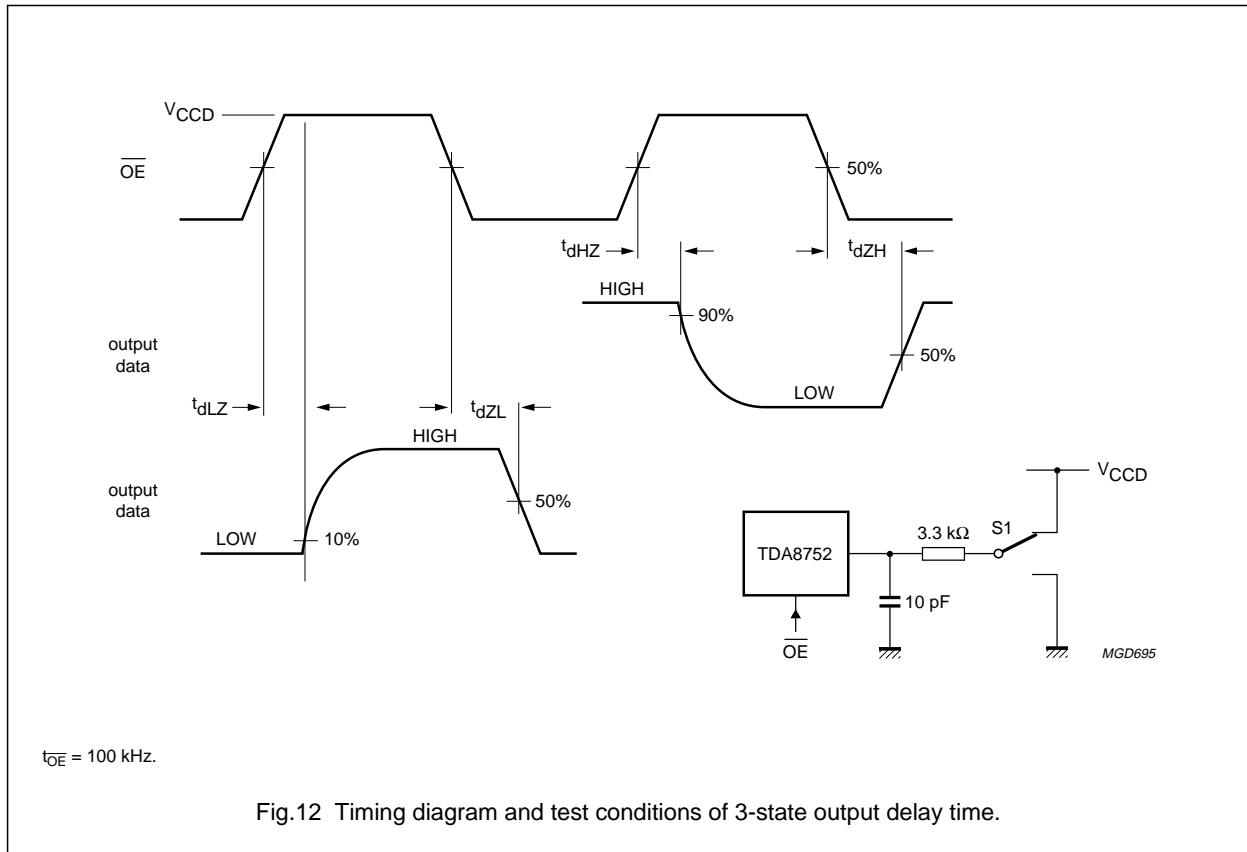 VCCD
OE
50%
tdHZ
tdZH
HIGH
90%
output
data
50%
LOW
tdLZ
tdZL
HIGH
output
data
50%
LOW
10%
VCCD
S1
3.3 kΩ
TDA8752
10 pF
OE
MGD695
tOE = 100 kHz.
Fig.12 Timing diagram and test conditions of 3-state output delay time.